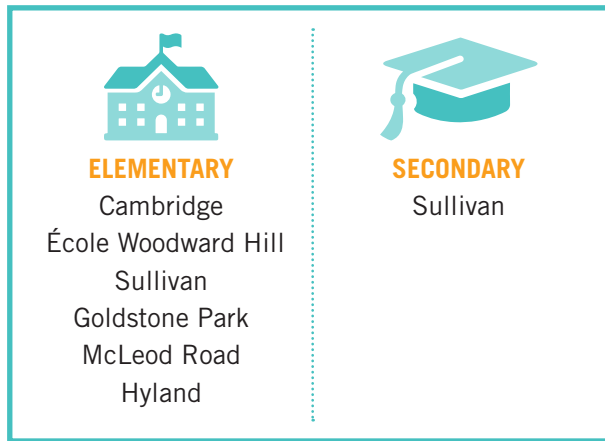 ELEMENTARY
Cambridge
École Woodward Hill
Sullivan
Goldstone Park
McLeod Road
Hyland
SECONDARY
Sullivan